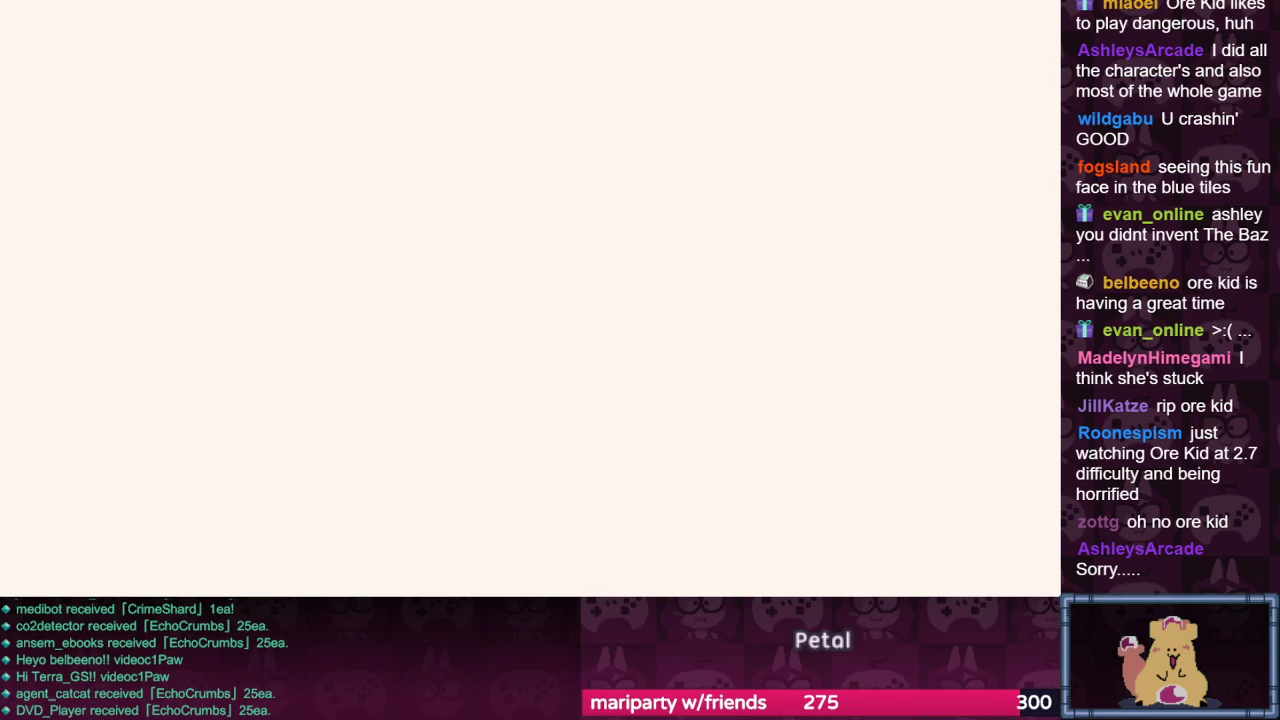 miaoei Ore Kid likes
to play dangerous, huh
AshleysArcade I did all
the character's and also
most of the whole game
wildgabu U crashin'
GOOD
fogsland seeing this fun
face in the blue tiles
evan_online ashley
you didnt invent The Baz
...
belbeeno ore kid is
having a great time
evan_online >:( ...
MadelynHimegami I
think she's stuck
JillKatze rip ore kid
Roonespism just
watching Ore Kid at 2.7
difficulty and being
horrified
zottg oh no ore kid
AshleysArcade
Sorry.....
medibot received「CrimeShard」1ea!
co2detector received「EchoCrumbs」25ea.
ansem_ebooks received「EchoCrumbs」25ea.
Heyo belbeeno!! videoc1Paw
Hi Terra_GS!! videoc1Paw
agent_catcat received「EchoCrumbs」25ea.
DVD_Player received「EchoCrumbs」25ea.
Petal
mariparty w/friends 275 300